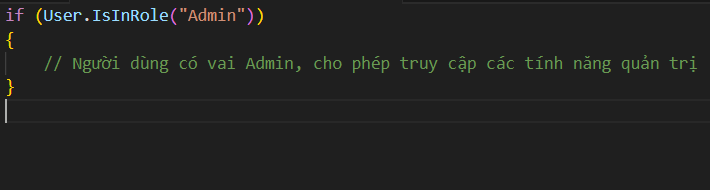 if (User.IsInRole("Admin"))
{
// Người dùng có vai Admin, cho phép truy cập các tính năng quản trị
}